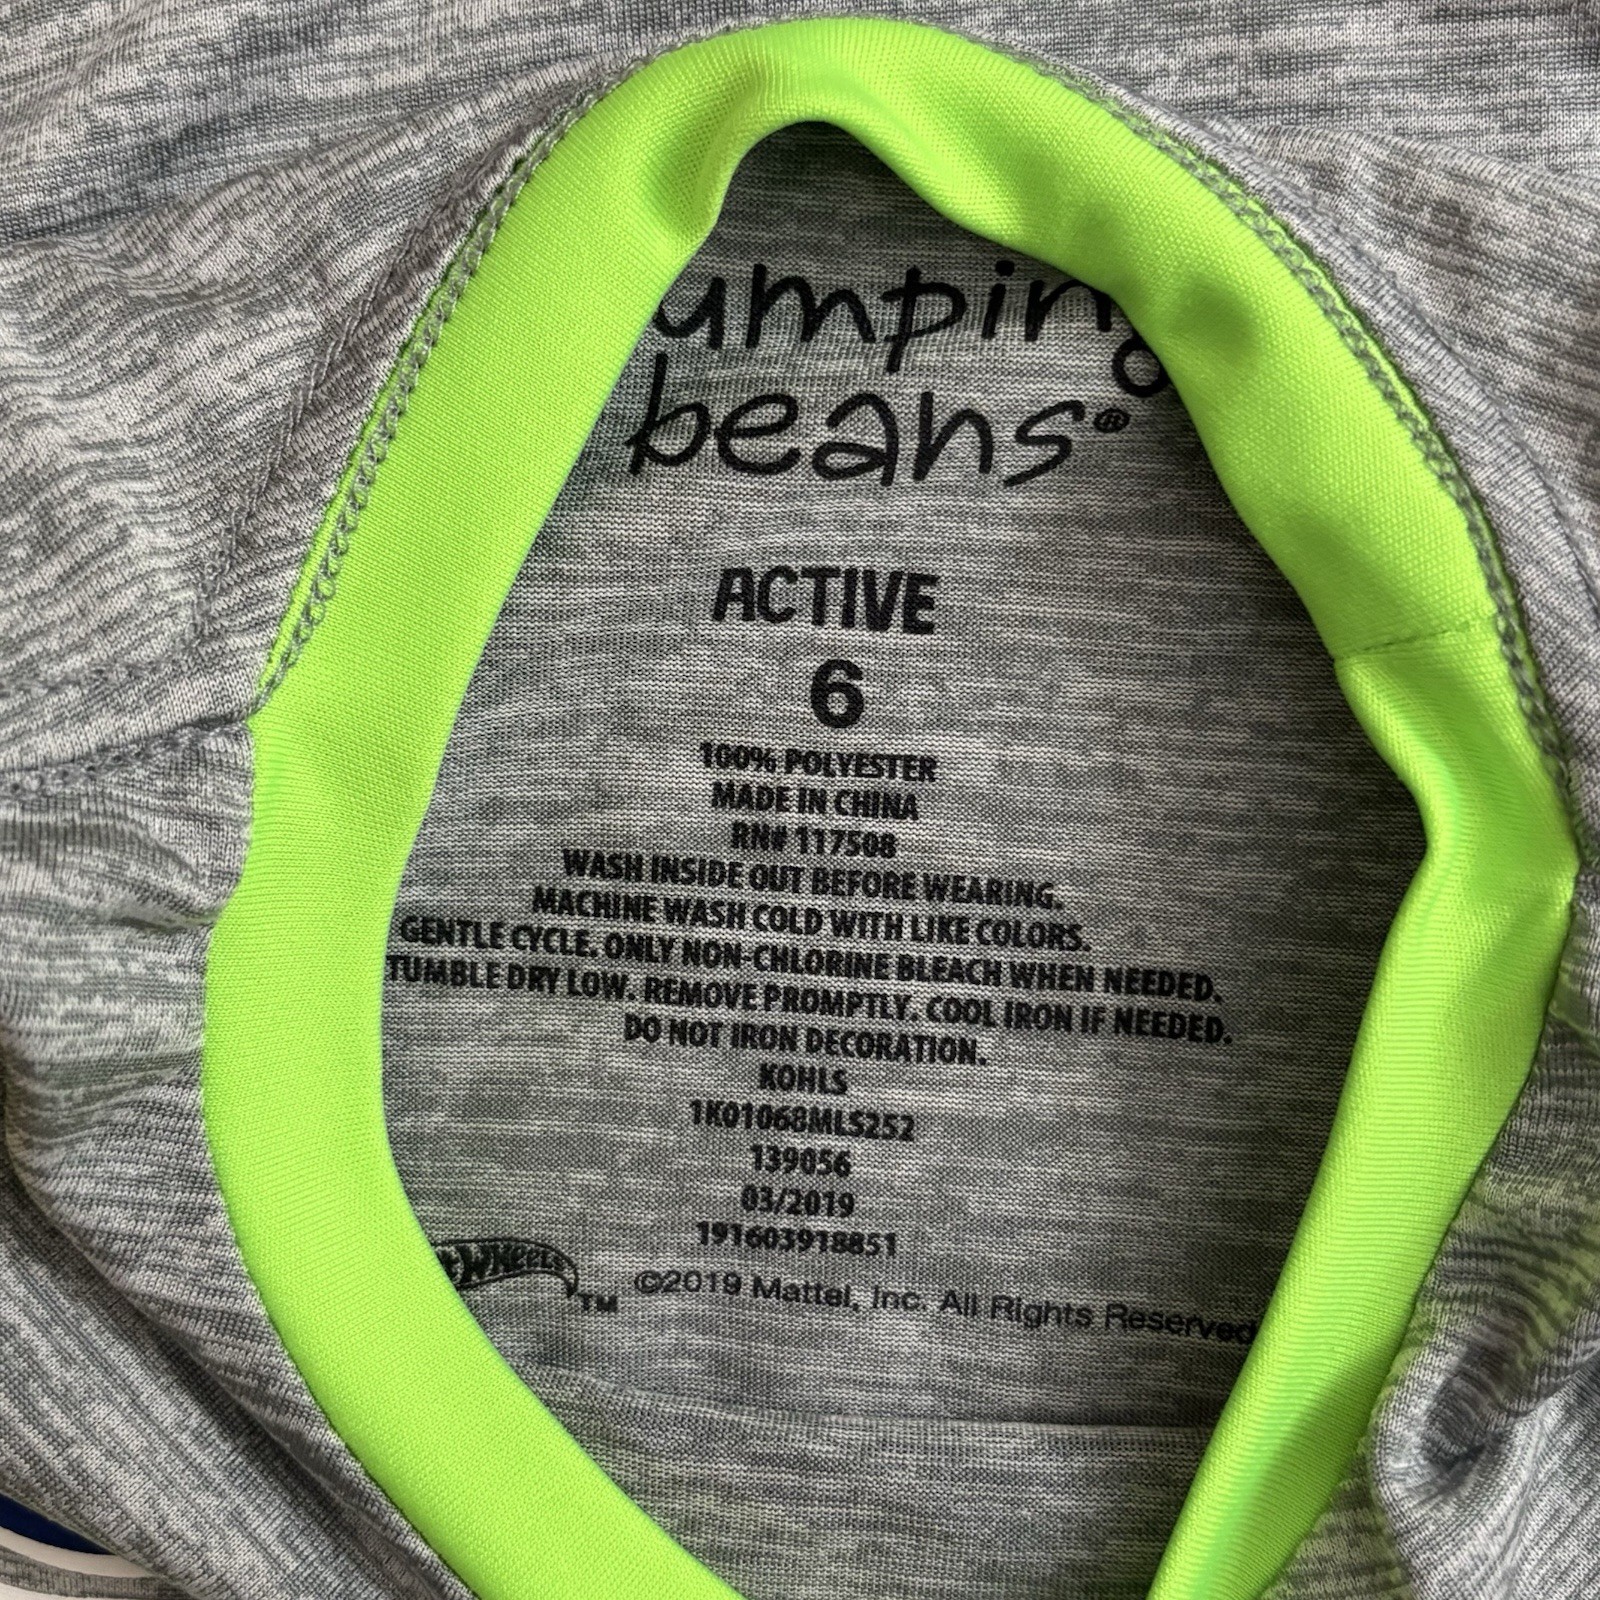 umping
beans®
ACTIVE
6
100% POLYESTER
MADE IN CHINA
RN# 117508
WASH INSIDE OUT BEFORE WEARING.
MACHINE WASH COLD WITH LIKE COLORS.
GENTLE CYCLE. ONLY NON-CHLORINE BLEACH WHEN NEEDED.
TUMBLE DRY LOW. REMOVE PROMPTLY. COOL IRON IF NEEDED.
DO NOT IRON DECORATION.
KOHLS
1K01068MLS252
139056
03/2019
191603918851
t Wheels™ ©2019 Mattel, Inc. All Rights Reserved